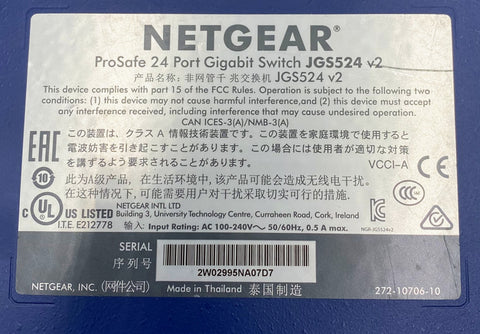 NETGEAR®
ProSafe 24 Port Gigabit Switch JGS524 v2
产品名称: 非网管千兆交换机 JGS524 v2
This device complies with part 15 of the FCC Rules. Operation is subject to the following two
conditions: (1) this device may not cause harmful interference, and (2) this device must accept
any interference received, including interference that may cause undesired operation.
CAN ICES-3(A)/NMB-3(A)
この装置は、クラス A 情報技術装置です。この装置を家庭環境で使用すると
電波妨害を引き起こすことがあります。この場合には使用者が適切な対策
を講ずるよう要求されることがあります。 VCCI-A
此为A级产品, 在生活环境中, 该产品可能会造成无线电干扰。
在这种情况下, 可能需要用户对干扰采取切实可行的措施。
EAC
10
CCC
UL US LISTED
I.T.E. E212778
NETGEAR INTL LTD
Building 3, University Technology Centre, Curraheen Road, Cork, Ireland
输入 Input Rating: AC 100-240V~ 50/60Hz, 0.5 A max.
NGR-JGS524v2
SERIAL
序列号
2W02995NA07D7
NETGEAR, INC. (网件公司)
Made in Thailand 泰国制造
272-10706-10